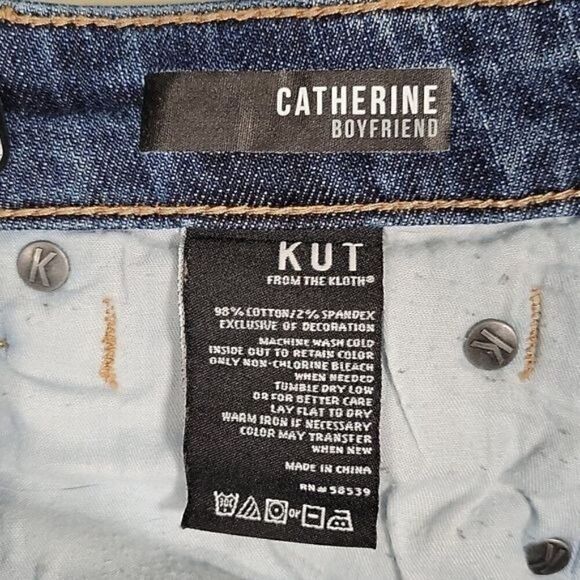 CATHERINE
BOYFRIEND
KUT
FROM THE KLOTH®
98% COTTON/2% SPANDEX
EXCLUSIVE OF DECORATION
MACHINE WASH COLD
INSIDE OUT TO RETAIN COLOR
ONLY NON-CHLORINE BLEACH
WHEN NEEDED
TUMBLE DRY LOW
OR FOR BETTER CARE
LAY FLAT TO DRY
WARM IRON IF NECESSARY
COLOR MAY TRANSFER
WHEN NEW
MADE IN CHINA
RN# 58539
or
K
K
K